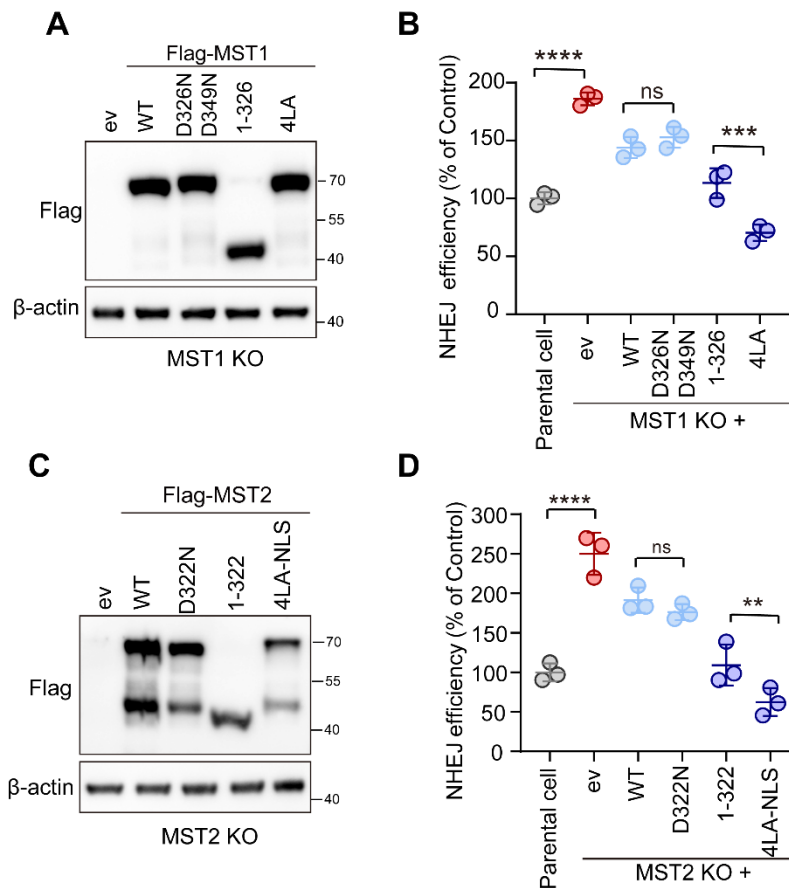 A
Flag-MST1
ev
WT
D326N
D349N
1-326
4LA
Flag
70
55
40
β-actin
40
MST1 KO
B
NHEJ efficiency (% of Control)
200
150
100
50
0
****
ns
***
Parental cell
ev
WT
D326N
D349N
1-326
4LA
MST1 KO +
C
Flag-MST2
ev
WT
D322N
1-322
4LA-NLS
Flag
70
55
40
β-actin
40
MST2 KO
D
NHEJ efficiency (% of Control)
300
250
200
150
100
50
0
****
ns
**
Parental cell
ev
WT
D322N
1-322
4LA-NLS
MST2 KO +